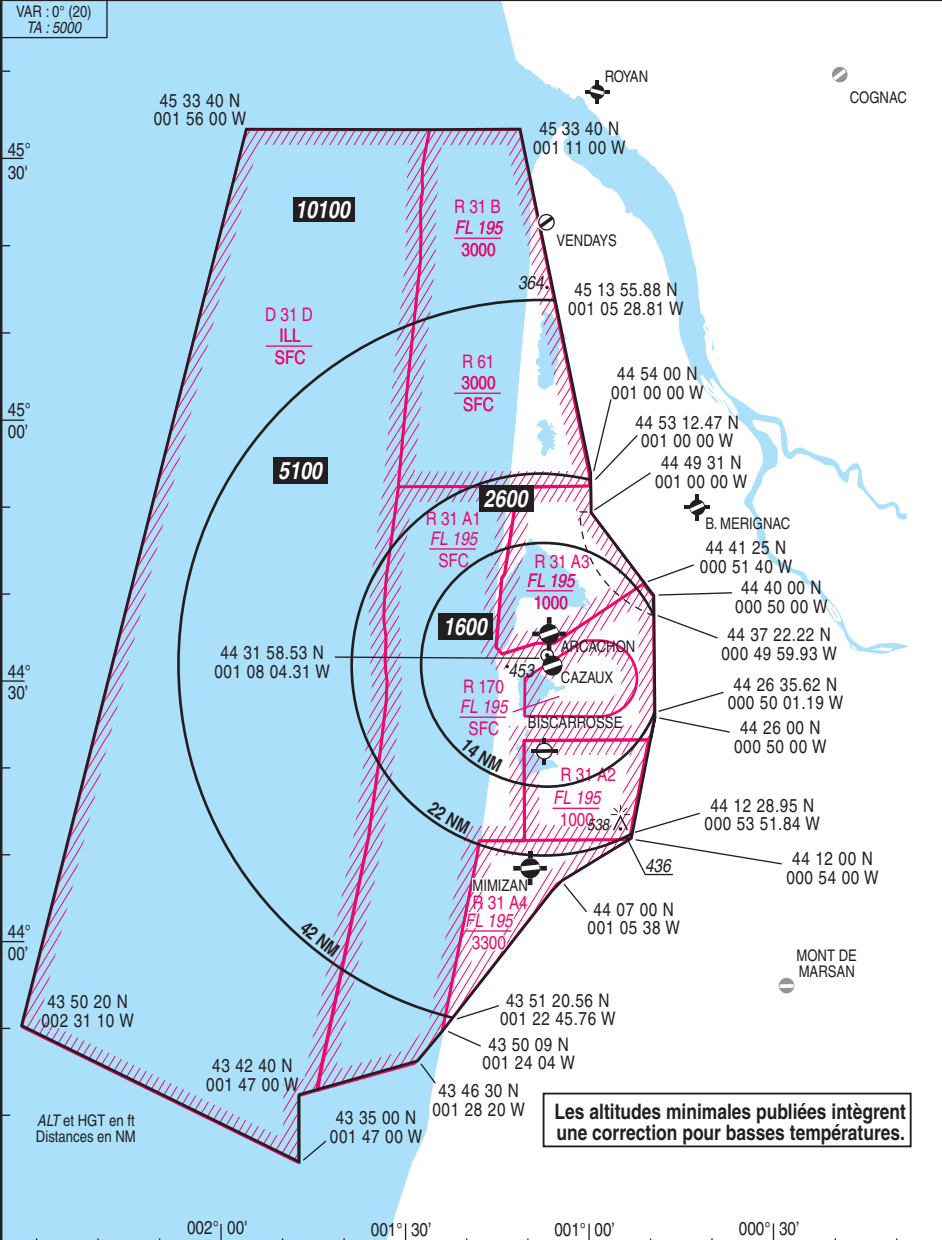 VAR : 0° (20)
TA : 5000
ROYAN
COGNAC
45 33 40 N
001 56 00 W
45 33 40 N
001 11 00 W
45°
30'
10100
R 31 B
FL 195
3000
VENDAYS
364
45 13 55.88 N
001 05 28.81 W
D 31 D
ILL
SFC
R 61
3000
SFC
44 54 00 N
001 00 00 W
45°
00'
44 53 12.47 N
001 00 00 W
5100
44 49 31 N
001 00 00 W
2600
B. MERIGNAC
R 31 A1
FL 195
SFC
44 41 25 N
000 51 40 W
R 31 A3
FL 195
1000
44 40 00 N
000 50 00 W
1600
ARCACHON
44 37 22.22 N
000 49 59.93 W
44 31 58.53 N
001 08 04.31 W
453
CAZAUX
44°
30'
R 170
FL 195
SFC
44 26 35.62 N
000 50 01.19 W
BISCARROSSE
44 26 00 N
000 50 00 W
14 NM
R 31 A2
FL 195
1000
22 NM
538
44 12 28.95 N
000 53 51.84 W
436
44 12 00 N
000 54 00 W
MIMIZAN
R 31 A4
FL 195
3300
44 07 00 N
001 05 38 W
42 NM
44°
00'
MONT DE
MARSAN
43 50 20 N
002 31 10 W
43 51 20.56 N
001 22 45.76 W
43 50 09 N
001 24 04 W
43 42 40 N
001 47 00 W
43 46 30 N
001 28 20 W
ALT et HGT en ft
Distances en NM
43 35 00 N
001 47 00 W
Les altitudes minimales publiées intègrent
une correction pour basses températures.
002° 00'
001° 30'
001° 00'
000° 30'